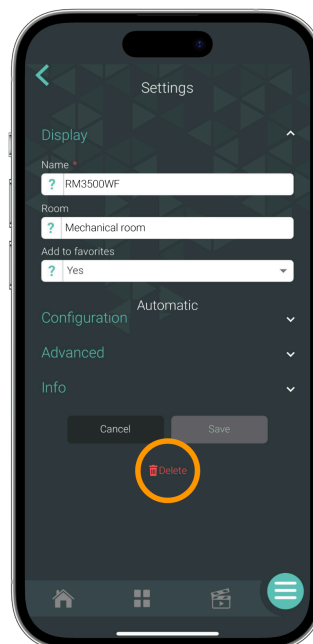 Settings
Display
Name *
? RM3500WF
Room
? Mechanical room
Add to favorites
? Yes
Automatic
Configuration
Advanced
Info
Cancel Save
Delete